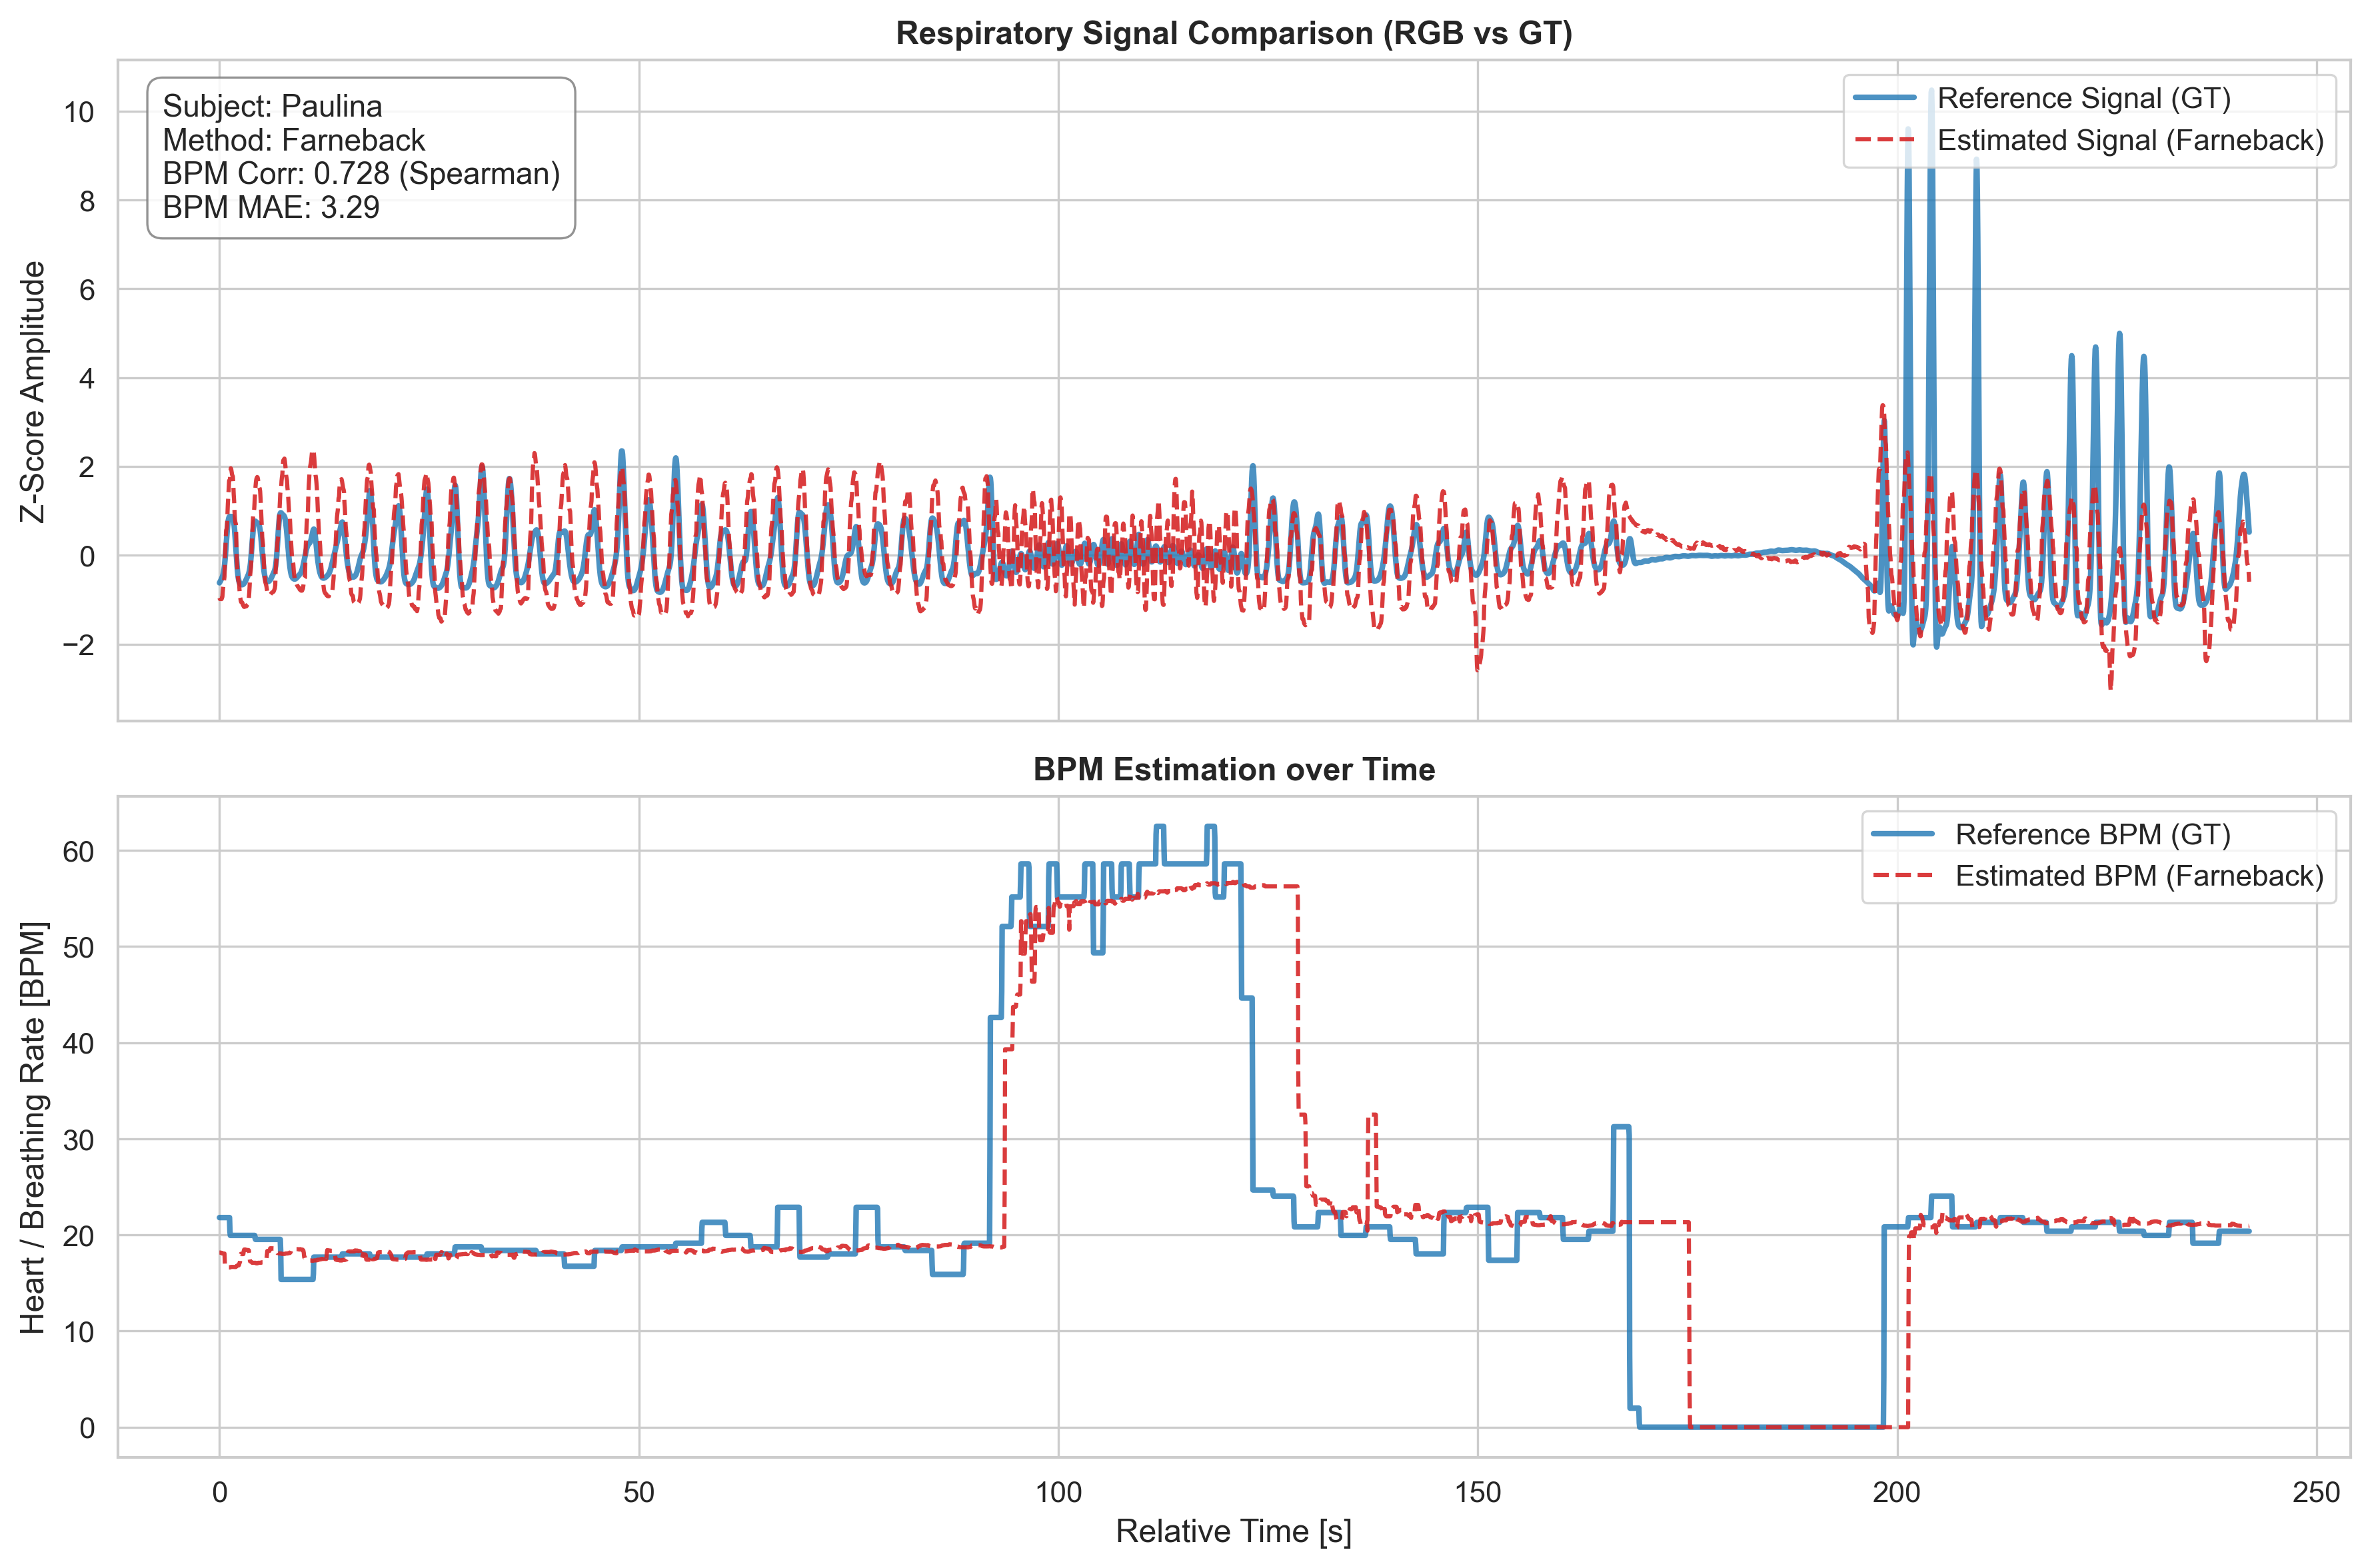 Respiratory Signal Comparison (RGB vs GT)
Subject: Paulina
Method: Farneback
BPM Corr: 0.728 (Spearman)
BPM MAE: 3.29
Reference Signal (GT)
Estimated Signal (Farneback)
Z-Score Amplitude
10
8
6
4
2
0
−2
BPM Estimation over Time
Reference BPM (GT)
Estimated BPM (Farneback)
Heart / Breathing Rate [BPM]
60
50
40
30
20
10
0
0
50
100
150
200
250
Relative Time [s]